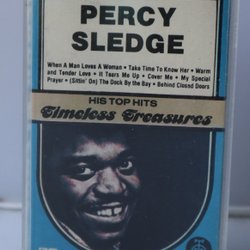 PERCY
SLEDGE
When A Man Loves A Woman • Take Time To Know Her • Warm
and Tender Love • It Tears Me Up • Cover Me • My Special
Prayer • (Sittin' On) The Dock By the Bay • Behind Closed Doors
HIS TOP HITS
Timeless Treasures